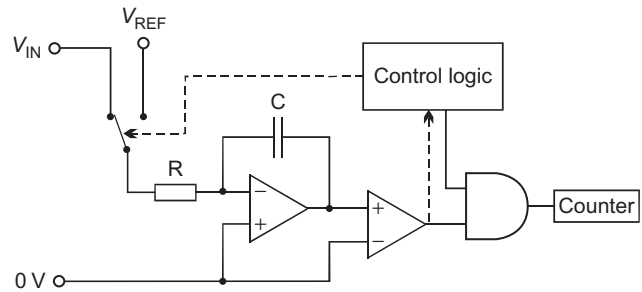 V_REF
V_IN
Control logic
C
R
−
+
+
−
Counter
0 V